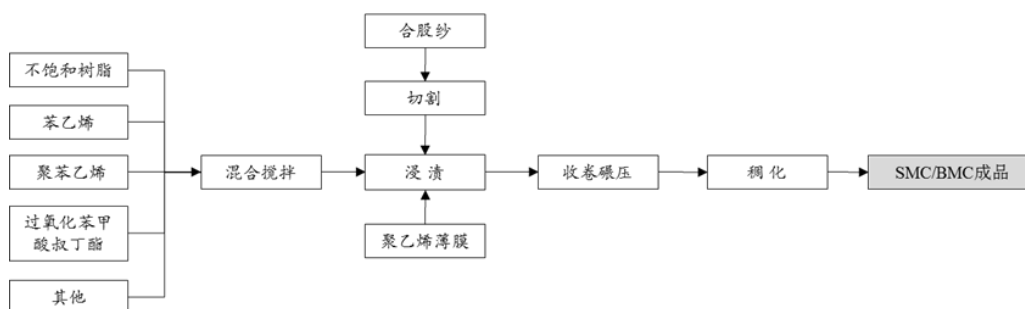 合股纱
不饱和树脂
切割
苯乙烯
聚苯乙烯
混合搅拌
浸渍
收卷碾压
稠化
SMC/BMC成品
过氧化苯甲
酸叔丁酯
聚乙烯薄膜
其他